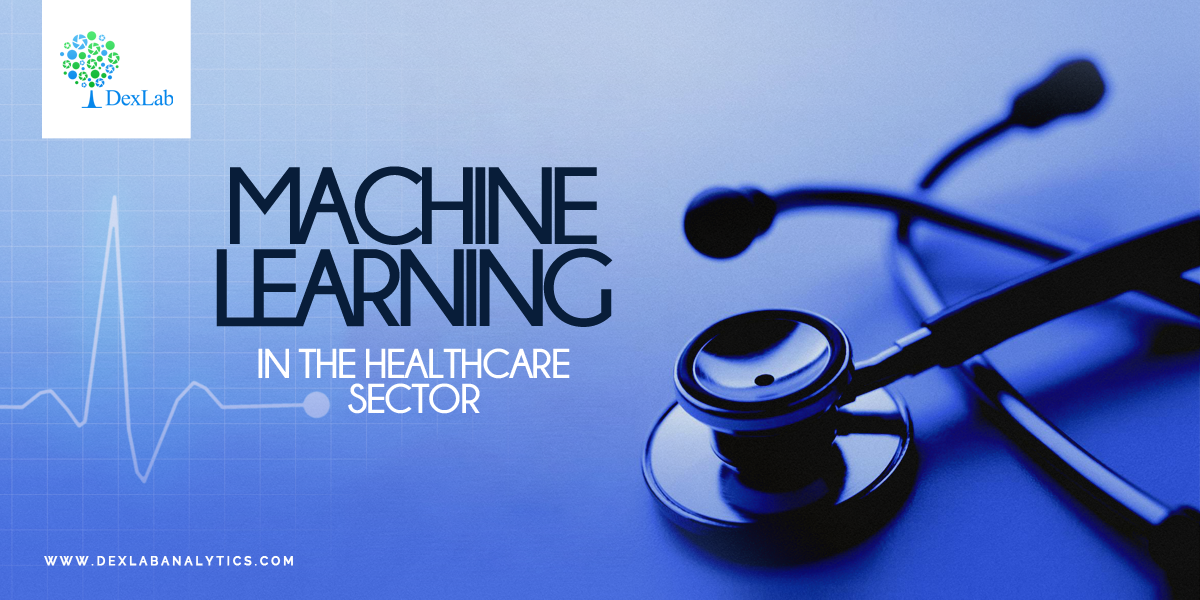 DexLab
MACHINE
LEARNING
IN THE HEALTHCARE
SECTOR
WWW.DEXLABANALYTICS.COM